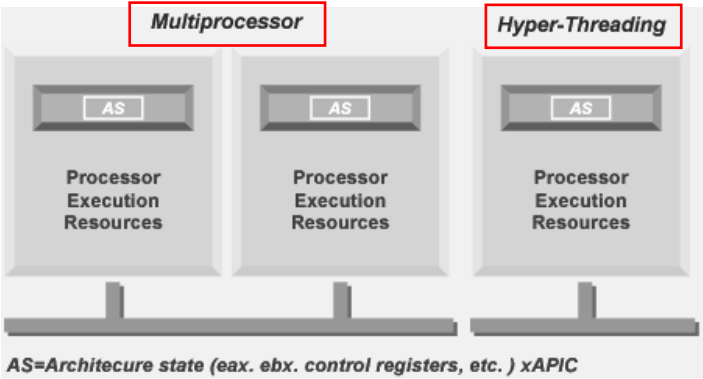 Multiprocessor
Hyper-Threading
AS
AS
AS
Processor
Execution
Resources
Processor
Execution
Resources
Processor
Execution
Resources
AS=Architecure state (eax. ebx. control registers, etc. ) xAPIC